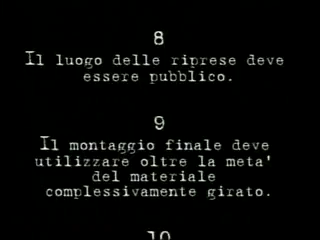 8
Il luogo delle riprese deve
essere pubblico.
9
Il montaggio finale deve
utilizzare oltre la meta'
del materiale
complessivamente girato.
10